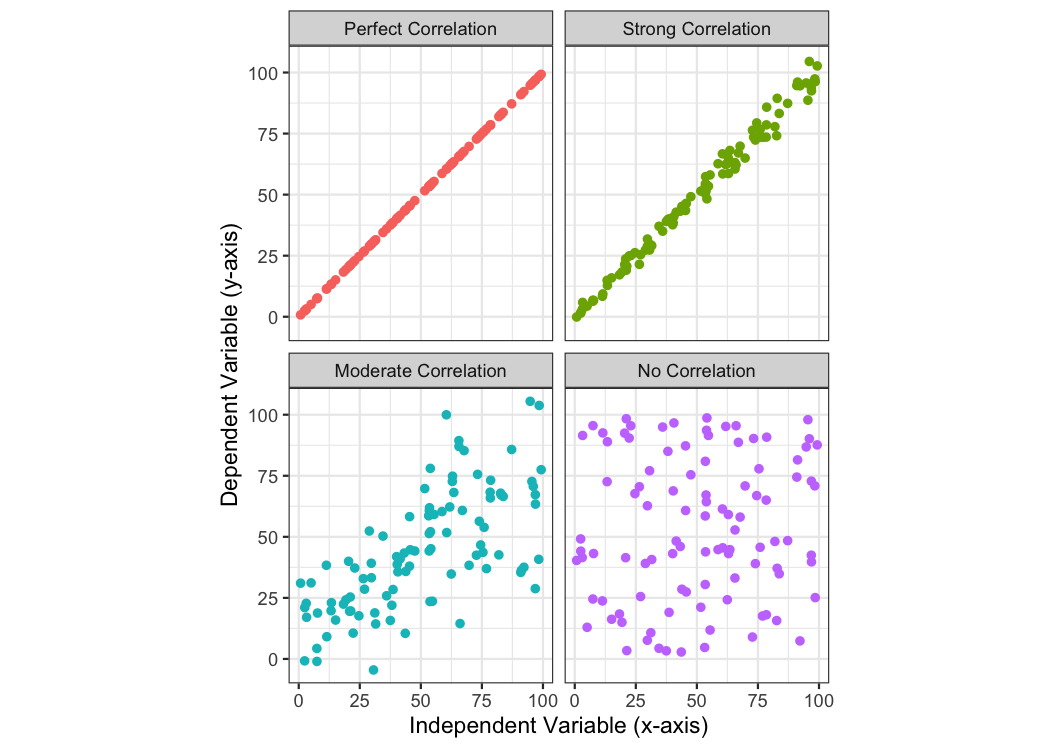 Perfect Correlation
Strong Correlation
100
75
50
25
0
Moderate Correlation
No Correlation
100
75
50
25
0
0 25 50 75 100
0 25 50 75 100
Dependent Variable (y-axis)
Independent Variable (x-axis)